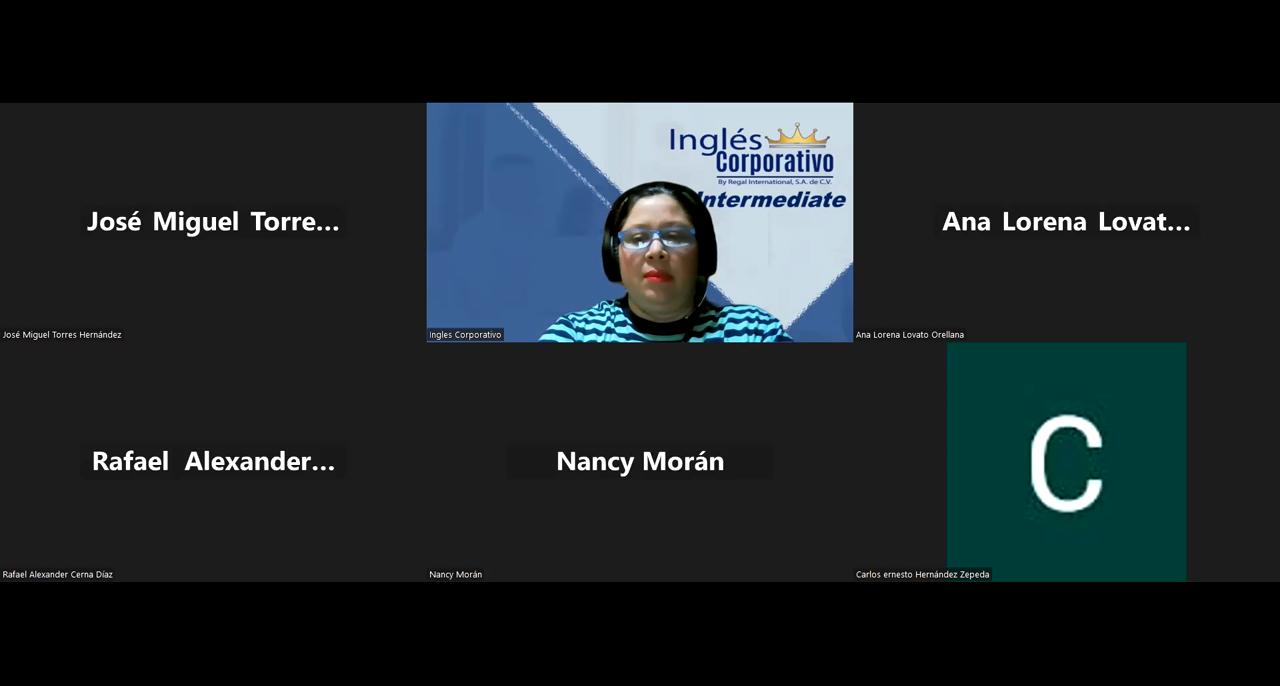 José Miguel Torre...
José Miguel Torres Hernández
Inglés
Corporativo
By Regal International, S.A. de C.V.
Intermediate
Ingles Corporativo
Ana Lorena Lovat...
Ana Lorena Lovato Orellana
Rafael Alexander...
Rafael Alexander Cerna Díaz
Nancy Morán
Nancy Morán
C
Carlos ernesto Hernández Zepeda